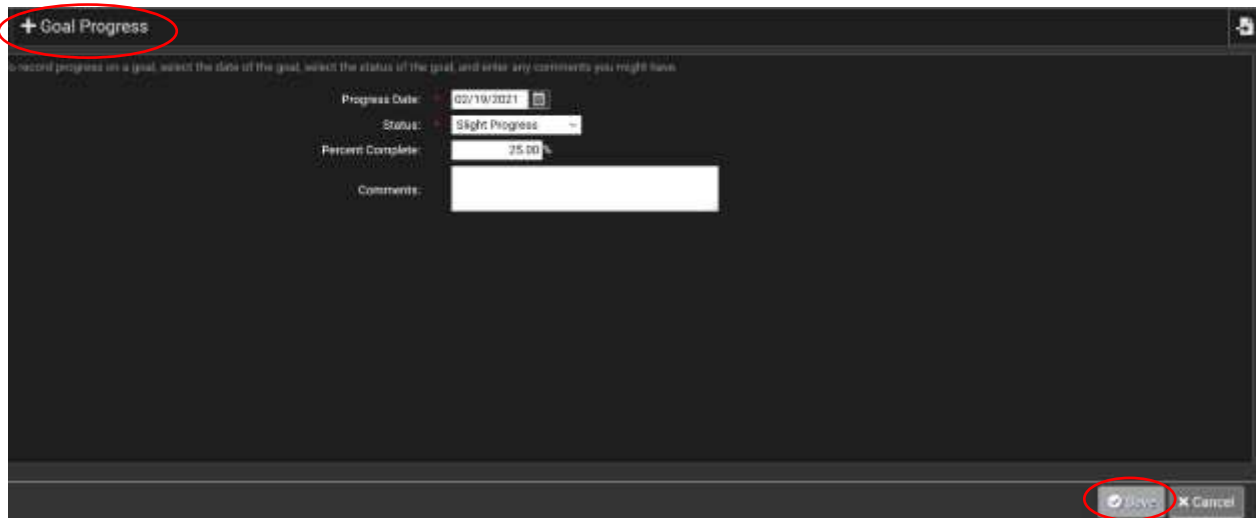 + Goal Progress
o record progress on a goal, select the date of the goal, select the status of the goal, and enter any comments you might have
Progress Date: * 02/19/2021
Status: * Slight Progress
Percent Complete: 25.00 %
Comments:
Save × Cancel